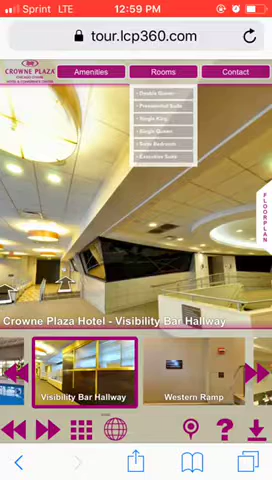 Sprint LTE
12:59 PM
tour.lcp360.com
CROWNE PLAZA
Amenities
Rooms
Contact
Double Queen
Presidential Suite
Single King
Single Queen
Suite Bedroom
Executive Suite
FLOORPLAN
Crowne Plaza Hotel - Visibility Bar Hallway
Visibility Bar Hallway
Western Ramp